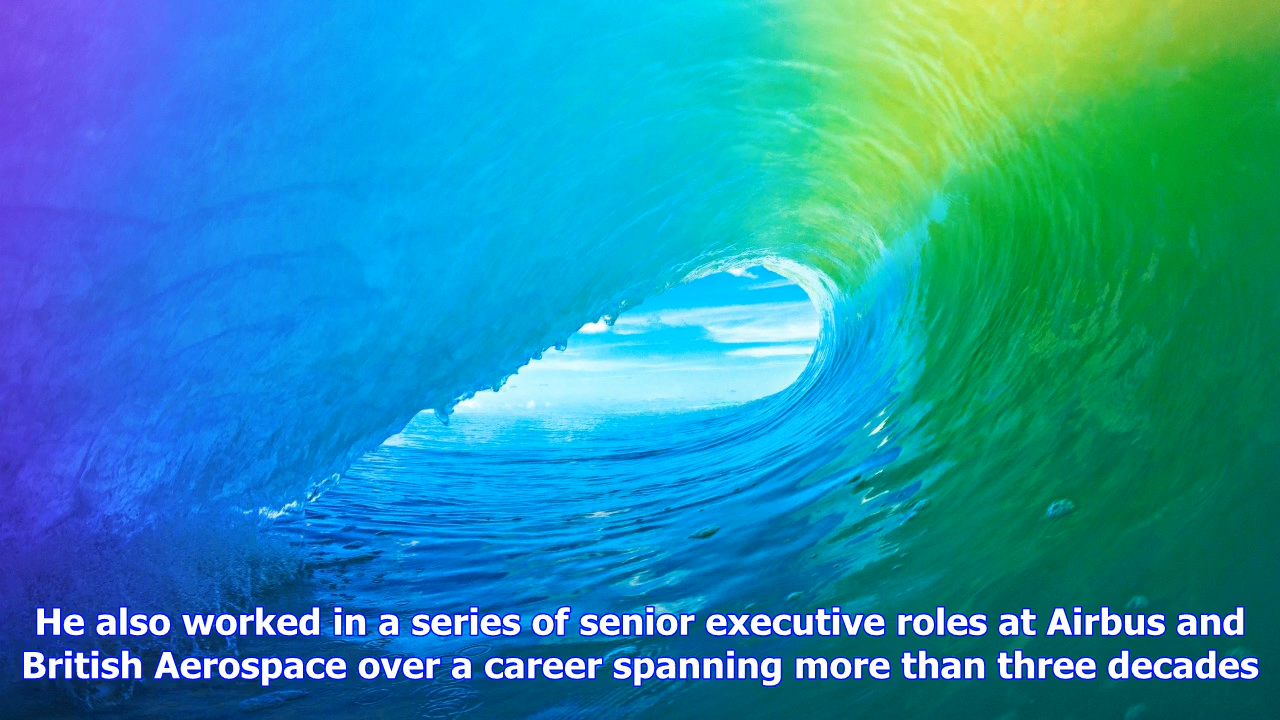 He also worked in a series of senior executive roles at Airbus and
British Aerospace over a career spanning more than three decades